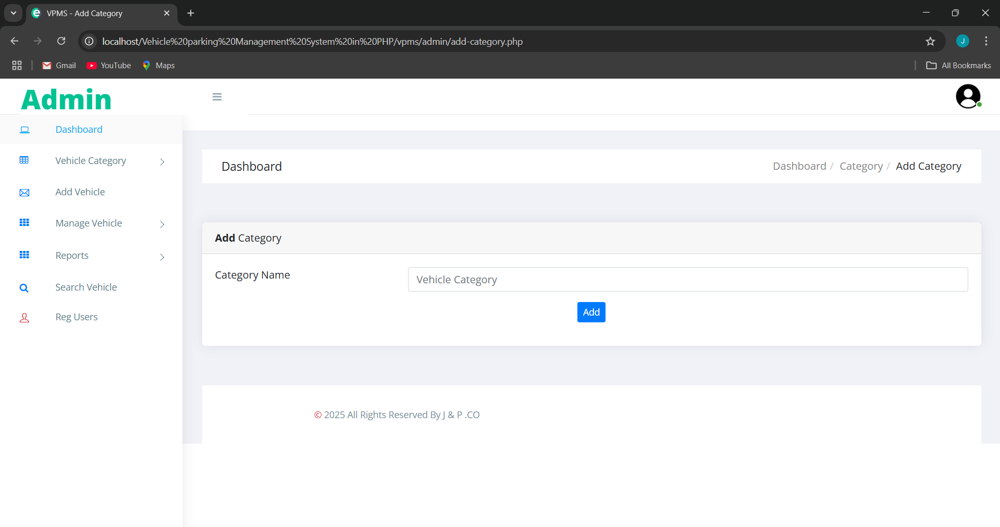 VPMS - Add Category
localhost/Vehicle%20parking%20Management%20System%20in%20PHP/vpms/admin/add-category.php
J
Gmail
YouTube
Maps
All Bookmarks
Admin
Dashboard
Vehicle Category
Add Vehicle
Manage Vehicle
Reports
Search Vehicle
Reg Users
Dashboard
Dashboard / Category / Add Category
Add Category
Category Name
Vehicle Category
Add
© 2025 All Rights Reserved By J & P .CO